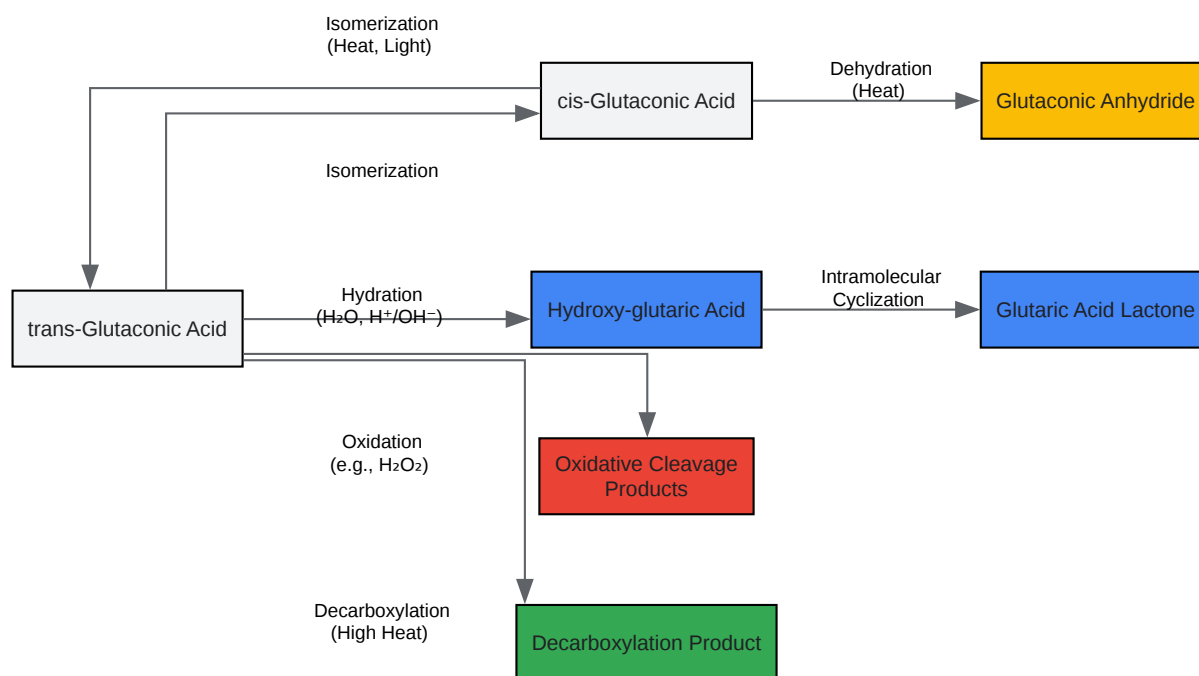 Isomerization
(Heat, Light)
cis-Glutaconic Acid
Dehydration
(Heat)
Glutaconic Anhydride
Isomerization
trans-Glutaconic Acid
Hydration
(H₂O, H⁺/OH⁻)
Hydroxy-glutaric Acid
Intramolecular
Cyclization
Glutaric Acid Lactone
Oxidation
(e.g., H₂O₂)
Oxidative Cleavage
Products
Decarboxylation
(High Heat)
Decarboxylation Product